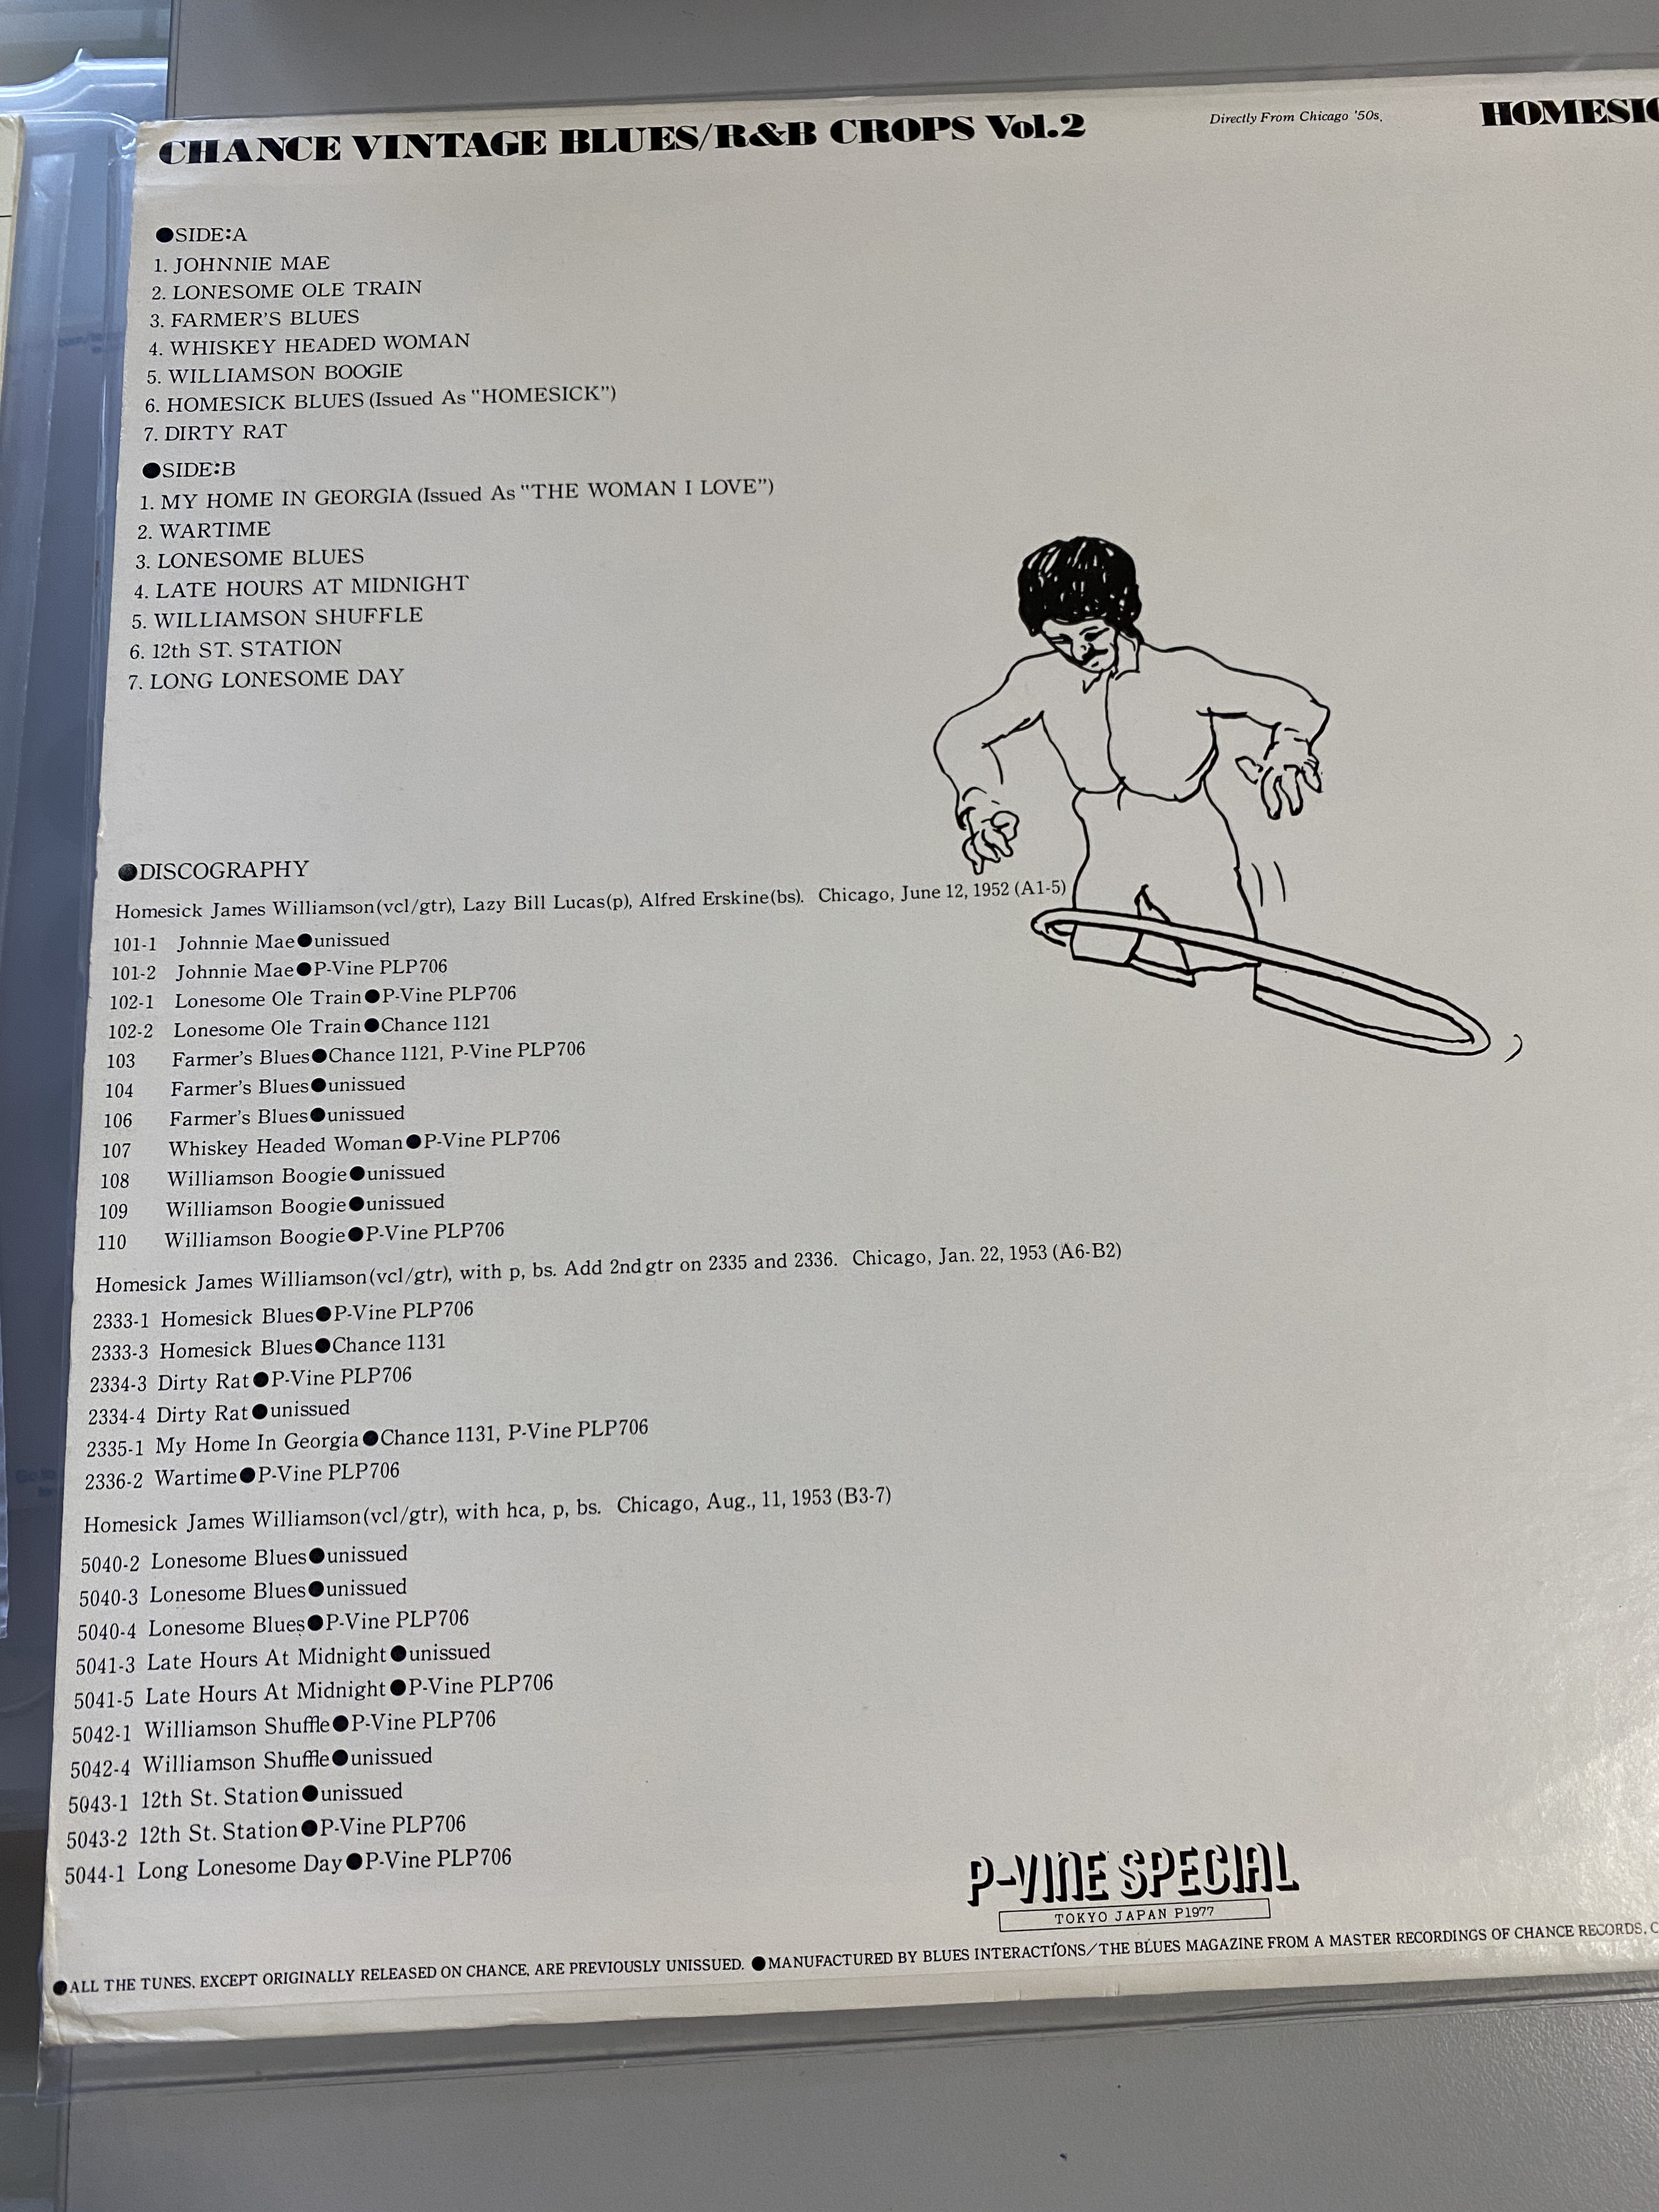 CHANCE VINTAGE BLUES/R&B CROPS Vol.2
Directly From Chicago '50s.
●SIDE:A
1. JOHNNIE MAE
2. LONESOME OLE TRAIN
3. FARMER'S BLUES
4. WHISKEY HEADED WOMAN
5. WILLIAMSON BOOGIE
6. HOMESICK BLUES (Issued As "HOMESICK")
7. DIRTY RAT
●SIDE:B
1. MY HOME IN GEORGIA (Issued As "THE WOMAN I LOVE")
2. WARTIME
3. LONESOME BLUES
4. LATE HOURS AT MIDNIGHT
5. WILLIAMSON SHUFFLE
6. 12th ST. STATION
7. LONG LONESOME DAY
●DISCOGRAPHY
Homesick James Williamson(vcl/gtr), Lazy Bill Lucas(p), Alfred Erskine(bs). Chicago, June 12, 1952 (A1-5)
101-1 Johnnie Mae●unissued
101-2 Johnnie Mae●P-Vine PLP706
102-1 Lonesome Ole Train●P-Vine PLP706
102-2 Lonesome Ole Train●Chance 1121
103 Farmer's Blues●Chance 1121, P-Vine PLP706
104 Farmer's Blues●unissued
106 Farmer's Blues●unissued
107 Whiskey Headed Woman●P-Vine PLP706
108 Williamson Boogie●unissued
109 Williamson Boogie●unissued
110 Williamson Boogie●P-Vine PLP706
Homesick James Williamson(vcl/gtr), with p, bs. Add 2nd gtr on 2335 and 2336. Chicago, Jan. 22, 1953 (A6-B2)
2333-1 Homesick Blues●P-Vine PLP706
2333-3 Homesick Blues●Chance 1131
2334-3 Dirty Rat●P-Vine PLP706
2334-4 Dirty Rat●unissued
2335-1 My Home In Georgia●Chance 1131, P-Vine PLP706
2336-2 Wartime●P-Vine PLP706
Homesick James Williamson(vcl/gtr), with hca, p, bs. Chicago, Aug., 11, 1953 (B3-7)
5040-2 Lonesome Blues●unissued
5040-3 Lonesome Blues●unissued
5040-4 Lonesome Blues●P-Vine PLP706
5041-3 Late Hours At Midnight●unissued
5041-5 Late Hours At Midnight●P-Vine PLP706
5042-1 Williamson Shuffle●P-Vine PLP706
5042-4 Williamson Shuffle●unissued
5043-1 12th St. Station●unissued
5043-2 12th St. Station●P-Vine PLP706
5044-1 Long Lonesome Day●P-Vine PLP706
P-VINE SPECIAL
TOKYO JAPAN P1977
●ALL THE TUNES, EXCEPT ORIGINALLY RELEASED ON CHANCE, ARE PREVIOUSLY UNISSUED. ●MANUFACTURED BY BLUES INTERACTIONS/THE BLUES MAGAZINE FROM A MASTER RECORDINGS OF CHANCE RECORDS,